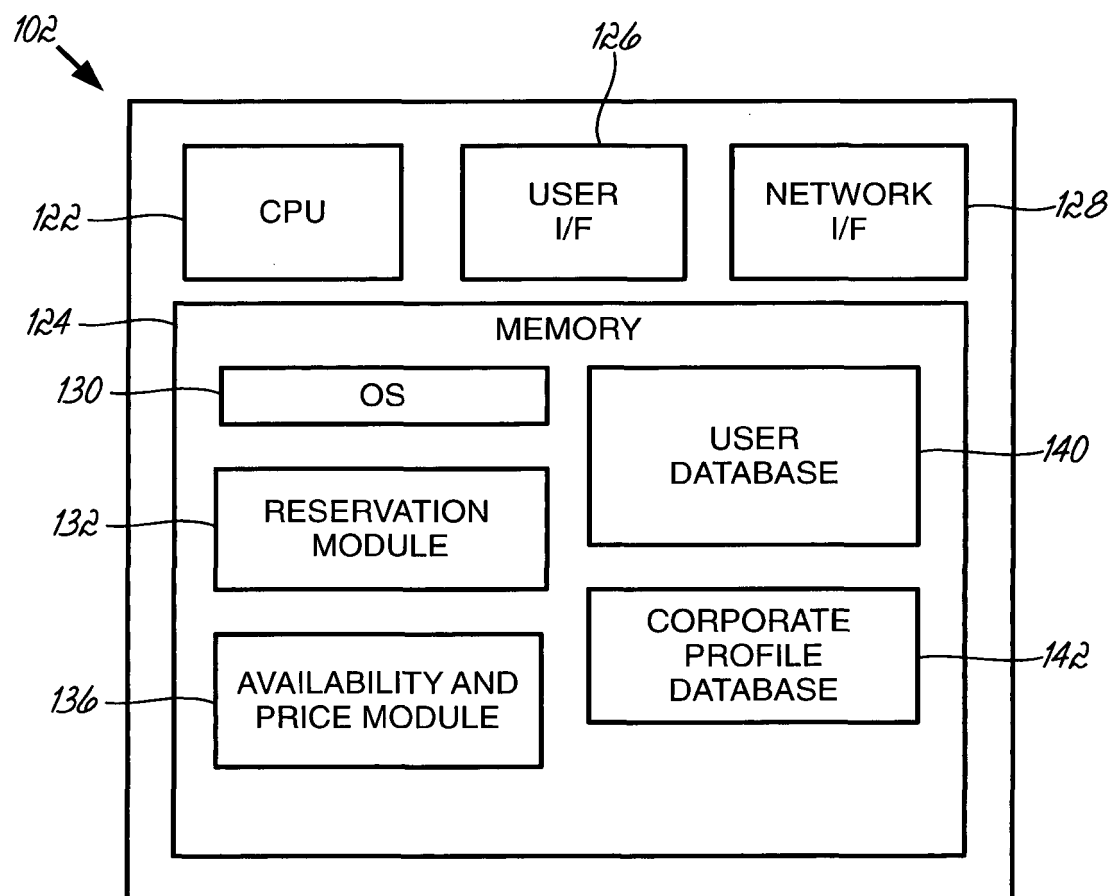 102
126
CPU
USER
I/F
NETWORK
I/F
122
128
124
MEMORY
130
OS
USER
DATABASE
140
132
RESERVATION
MODULE
CORPORATE
PROFILE
DATABASE
142
136
AVAILABILITY AND
PRICE MODULE